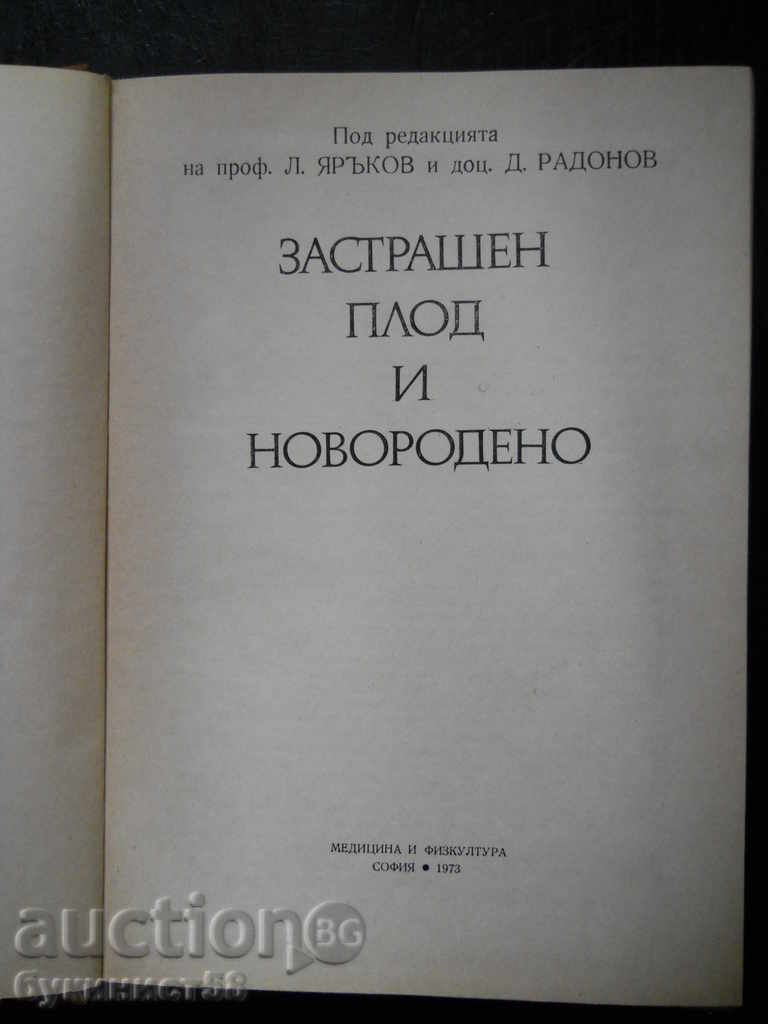 Под редакцията
на проф. Л. ЯРЪКОВ и доц. Д. РАДОНОВ
ЗАСТРАШЕН
ПЛОД
И
НОВОРОДЕНО
МЕДИЦИНА И ФИЗКУЛТУРА
СОФИЯ • 1973
auction BG
букинист58